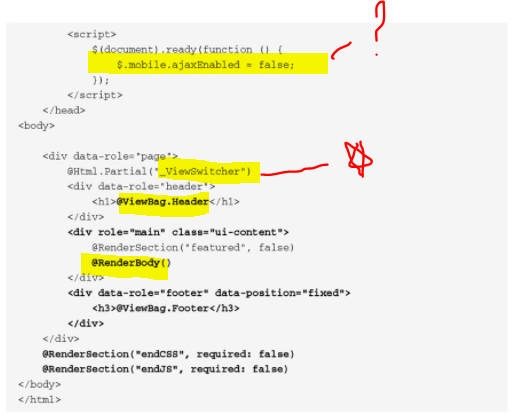 <script>
$(document).ready(function () {
$.mobile.ajaxEnabled = false;
});
</script>
</head>
<body>
<div data-role="page">
@Html.Partial("_ViewSwitcher")
<div data-role="header">
<h1>@ViewBag.Header</h1>
</div>
<div role="main" class="ui-content">
@RenderSection("featured", false)
@RenderBody()
</div>
<div data-role="footer" data-position="fixed">
<h3>@ViewBag.Footer</h3>
</div>
</div>
@RenderSection("endCSS", required: false)
@RenderSection("endJS", required: false)
</body>
</html>
?